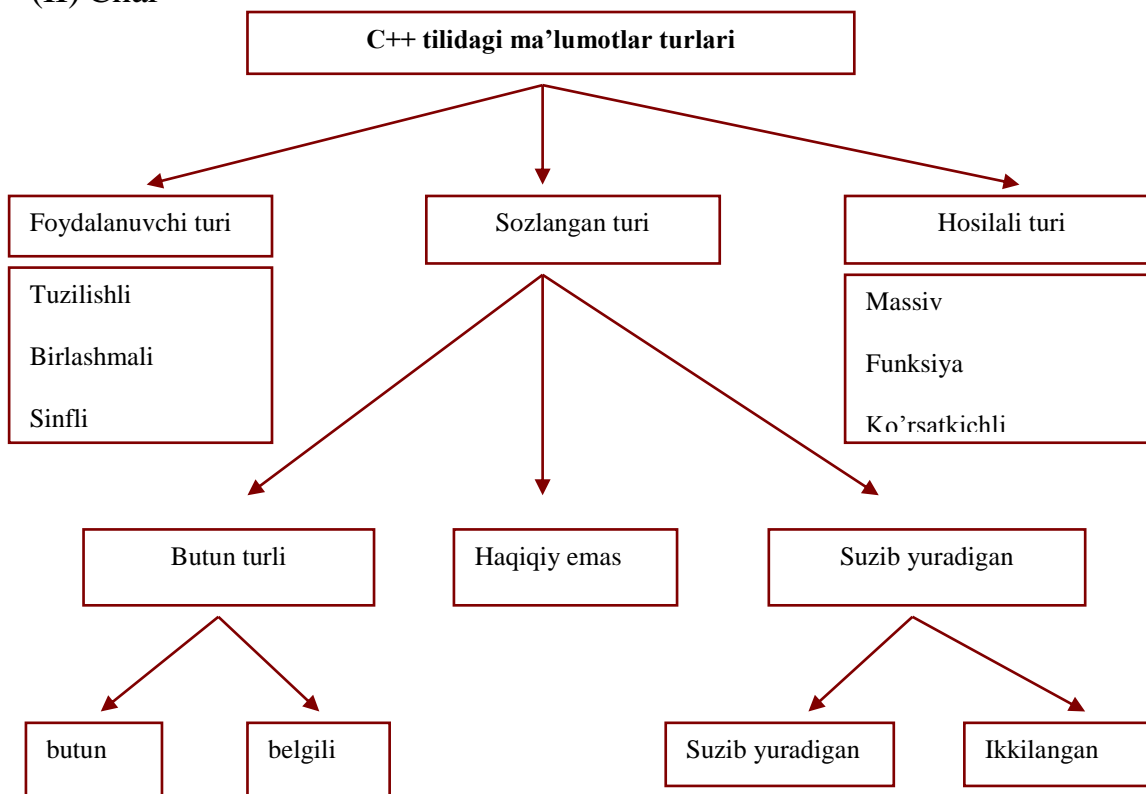 C++ tilidagi ma’lumotlar turlari
Foydalanuvchi turi
Sozlangan turi
Hosilali turi
Tuzilishli
Birlashmali
Sinfli
Massiv
Funksiya
Ko’rsatkichli
Butun turli
Haqiqiy emas
Suzib yuradigan
butun
belgili
Suzib yuradigan
Ikkilangan